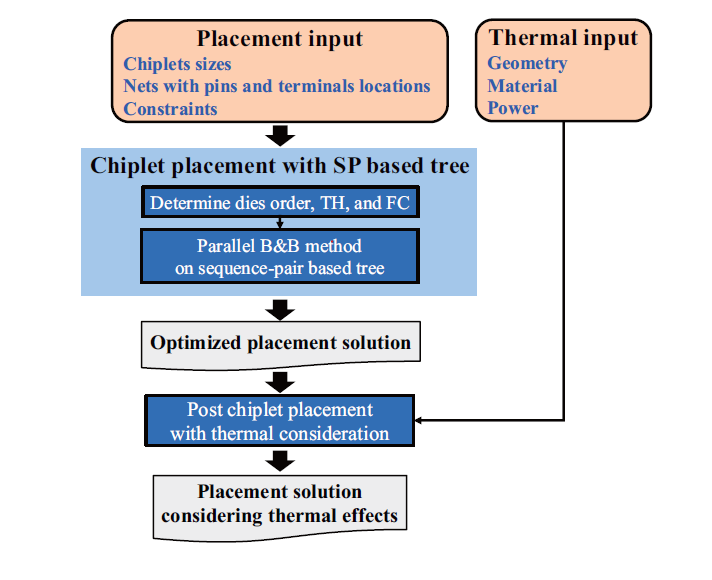 Placement input
Chiplets sizes
Nets with pins and terminals locations
Constraints
Thermal input
Geometry
Material
Power
Chiplet placement with SP based tree
Determine dies order, TH, and FC
Parallel B&B method
on sequence-pair based tree
Optimized placement solution
Post chiplet placement
with thermal consideration
Placement solution
considering thermal effects